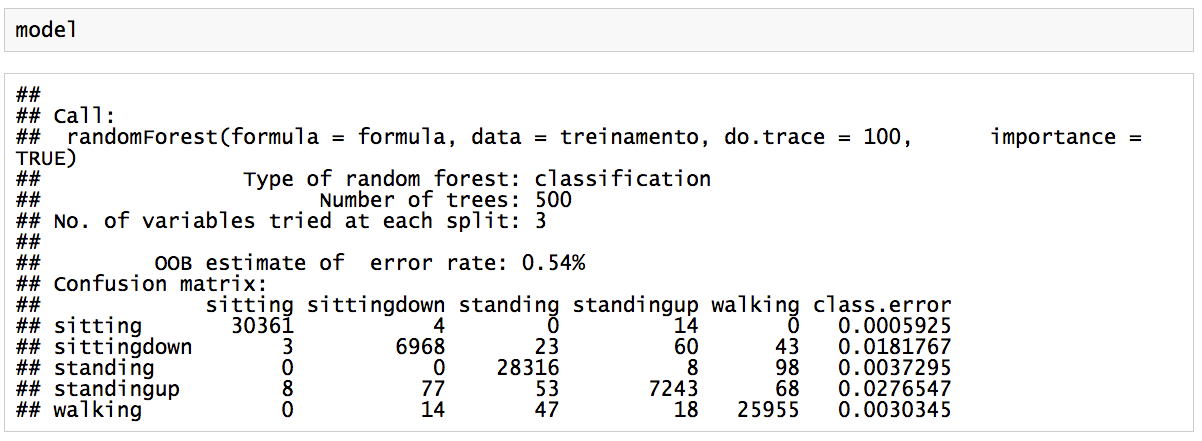 model
##
## Call:
##  randomForest(formula = formula, data = treinamento, do.trace = 100,      importance =
TRUE)
##                Type of random forest: classification
##                      Number of trees: 500
## No. of variables tried at each split: 3
##
##         OOB estimate of  error rate: 0.54%
## Confusion matrix:
##             sitting sittingdown standing standingup walking class.error
## sitting       30361           4        0         14       0   0.0005925
## sittingdown       3        6968       23         60      43   0.0181767
## standing          0           0    28316          8      98   0.0037295
## standingup        8          77       53       7243      68   0.0276547
## walking           0          14       47         18   25955   0.0030345